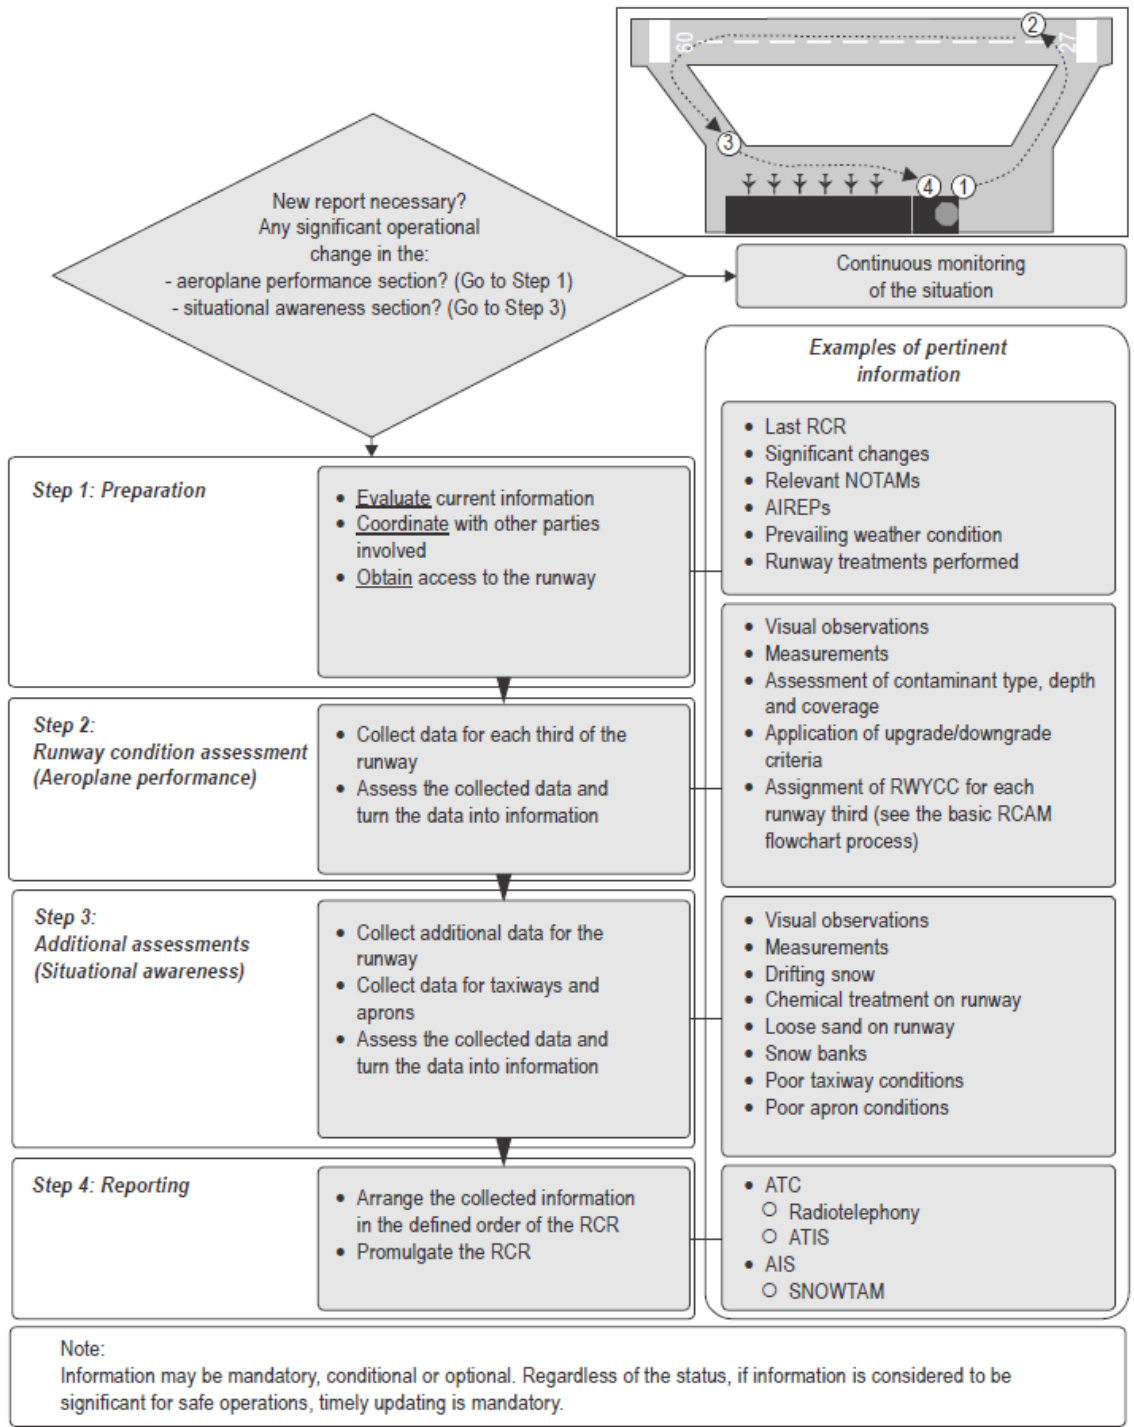 2
09
27
3
4
1
New report necessary?
Any significant operational
change in the:
- aeroplane performance section? (Go to Step 1)
- situational awareness section? (Go to Step 3)
Continuous monitoring
of the situation
Examples of pertinent
information
Step 1: Preparation
• Evaluate current information
• Coordinate with other parties
involved
• Obtain access to the runway
• Last RCR
• Significant changes
• Relevant NOTAMs
• AIREPs
• Prevailing weather condition
• Runway treatments performed
Step 2:
Runway condition assessment
(Aeroplane performance)
• Collect data for each third of the
runway
• Assess the collected data and
turn the data into information
• Visual observations
• Measurements
• Assessment of contaminant type, depth
and coverage
• Application of upgrade/downgrade
criteria
• Assignment of RWYCC for each
runway third (see the basic RCAM
flowchart process)
Step 3:
Additional assessments
(Situational awareness)
• Collect additional data for the
runway
• Collect data for taxiways and
aprons
• Assess the collected data and
turn the data into information
• Visual observations
• Measurements
• Drifting snow
• Chemical treatment on runway
• Loose sand on runway
• Snow banks
• Poor taxiway conditions
• Poor apron conditions
Step 4: Reporting
• Arrange the collected information
in the defined order of the RCR
• Promulgate the RCR
• ATC
○ Radiotelephony
○ ATIS
• AIS
○ SNOWTAM
Note:
Information may be mandatory, conditional or optional. Regardless of the status, if information is considered to be
significant for safe operations, timely updating is mandatory.